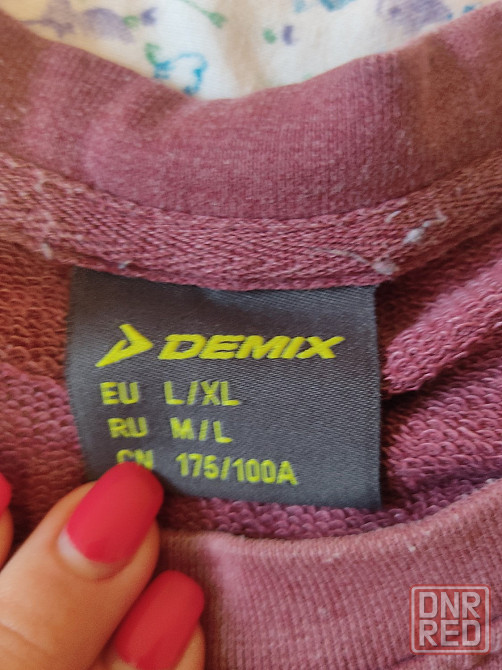 DEMIX
EU L/XL
RU M/L
CN 175/100A
DNR
RED